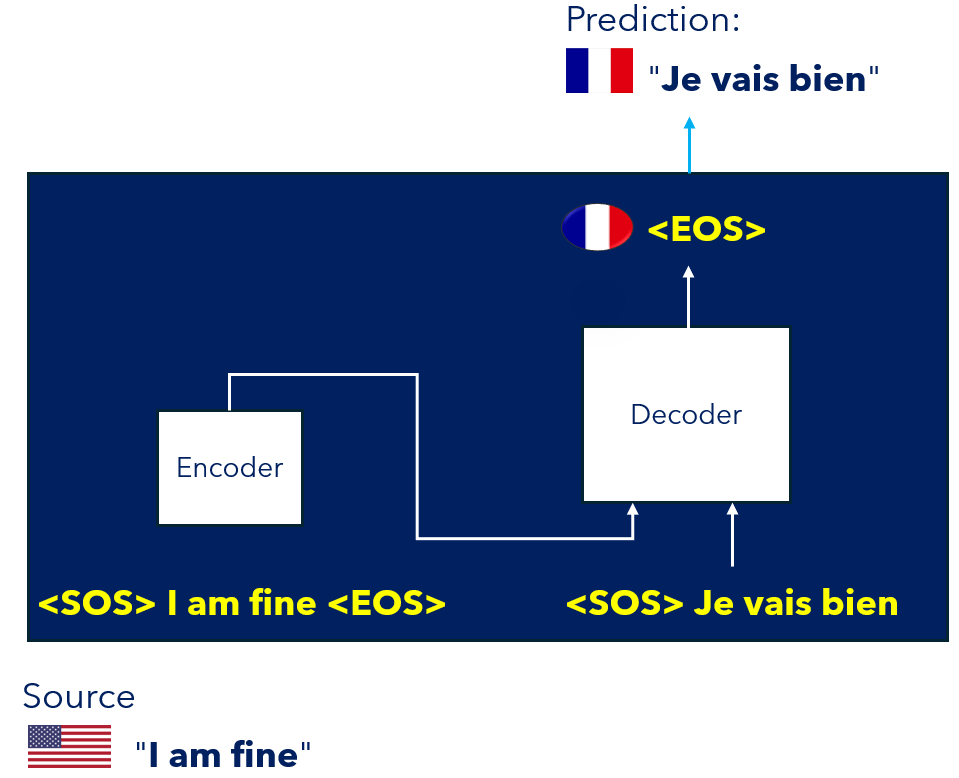 Prediction:
"Je vais bien"
<EOS>
Decoder
Encoder
<SOS> I am fine <EOS>
<SOS> Je vais bien
Source
"I am fine"